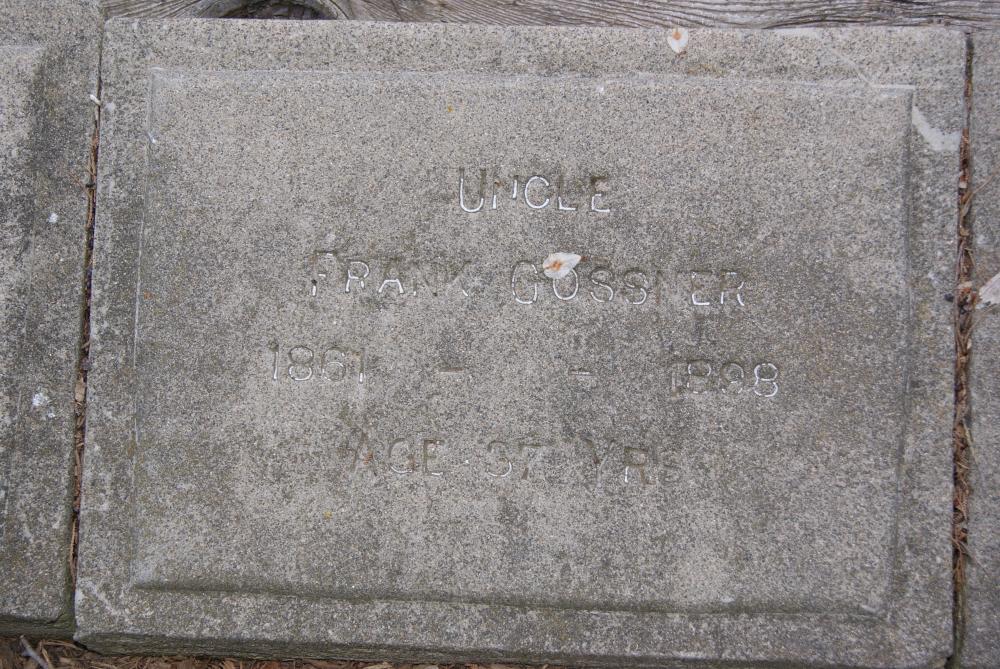 UNCLE
FRANK GOSSNER
1861 - - 1898
AGE 37 YRS